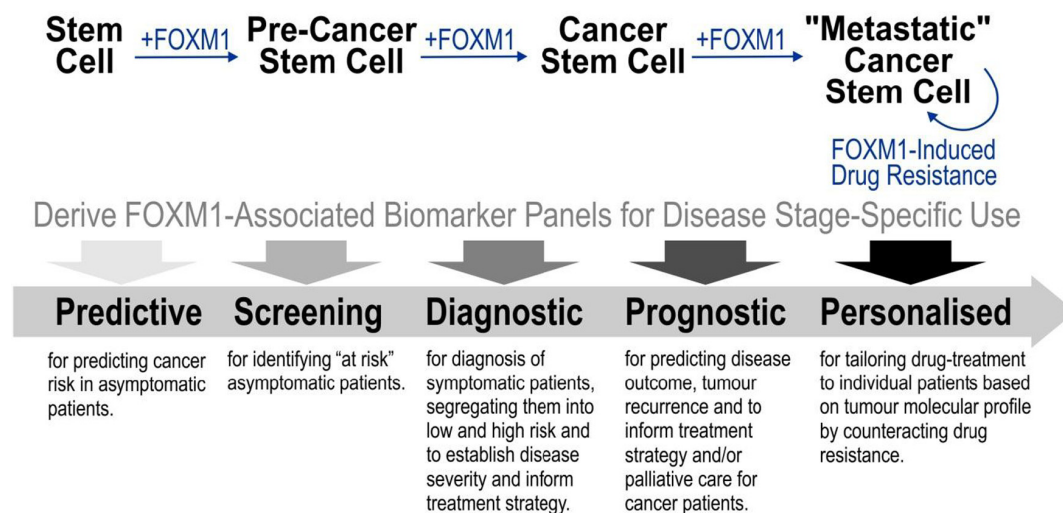 Stem
Cell
+FOXM1
Pre-Cancer
Stem Cell
+FOXM1
Cancer
Stem Cell
+FOXM1
"Metastatic"
Cancer
Stem Cell
FOXM1-Induced
Drug Resistance
Derive FOXM1-Associated Biomarker Panels for Disease Stage-Specific Use
Predictive
for predicting cancer
risk in asymptomatic
patients.
Screening
for identifying “at risk”
asymptomatic patients.
Diagnostic
for diagnosis of
symptomatic patients,
segregating them into
low and high risk and
to establish disease
severity and inform
treatment strategy.
Prognostic
for predicting disease
outcome, tumour
recurrence and to
inform treatment
strategy and/or
palliative care for
cancer patients.
Personalised
for tailoring drug-treatment
to individual patients based
on tumour molecular profile
by counteracting drug
resistance.